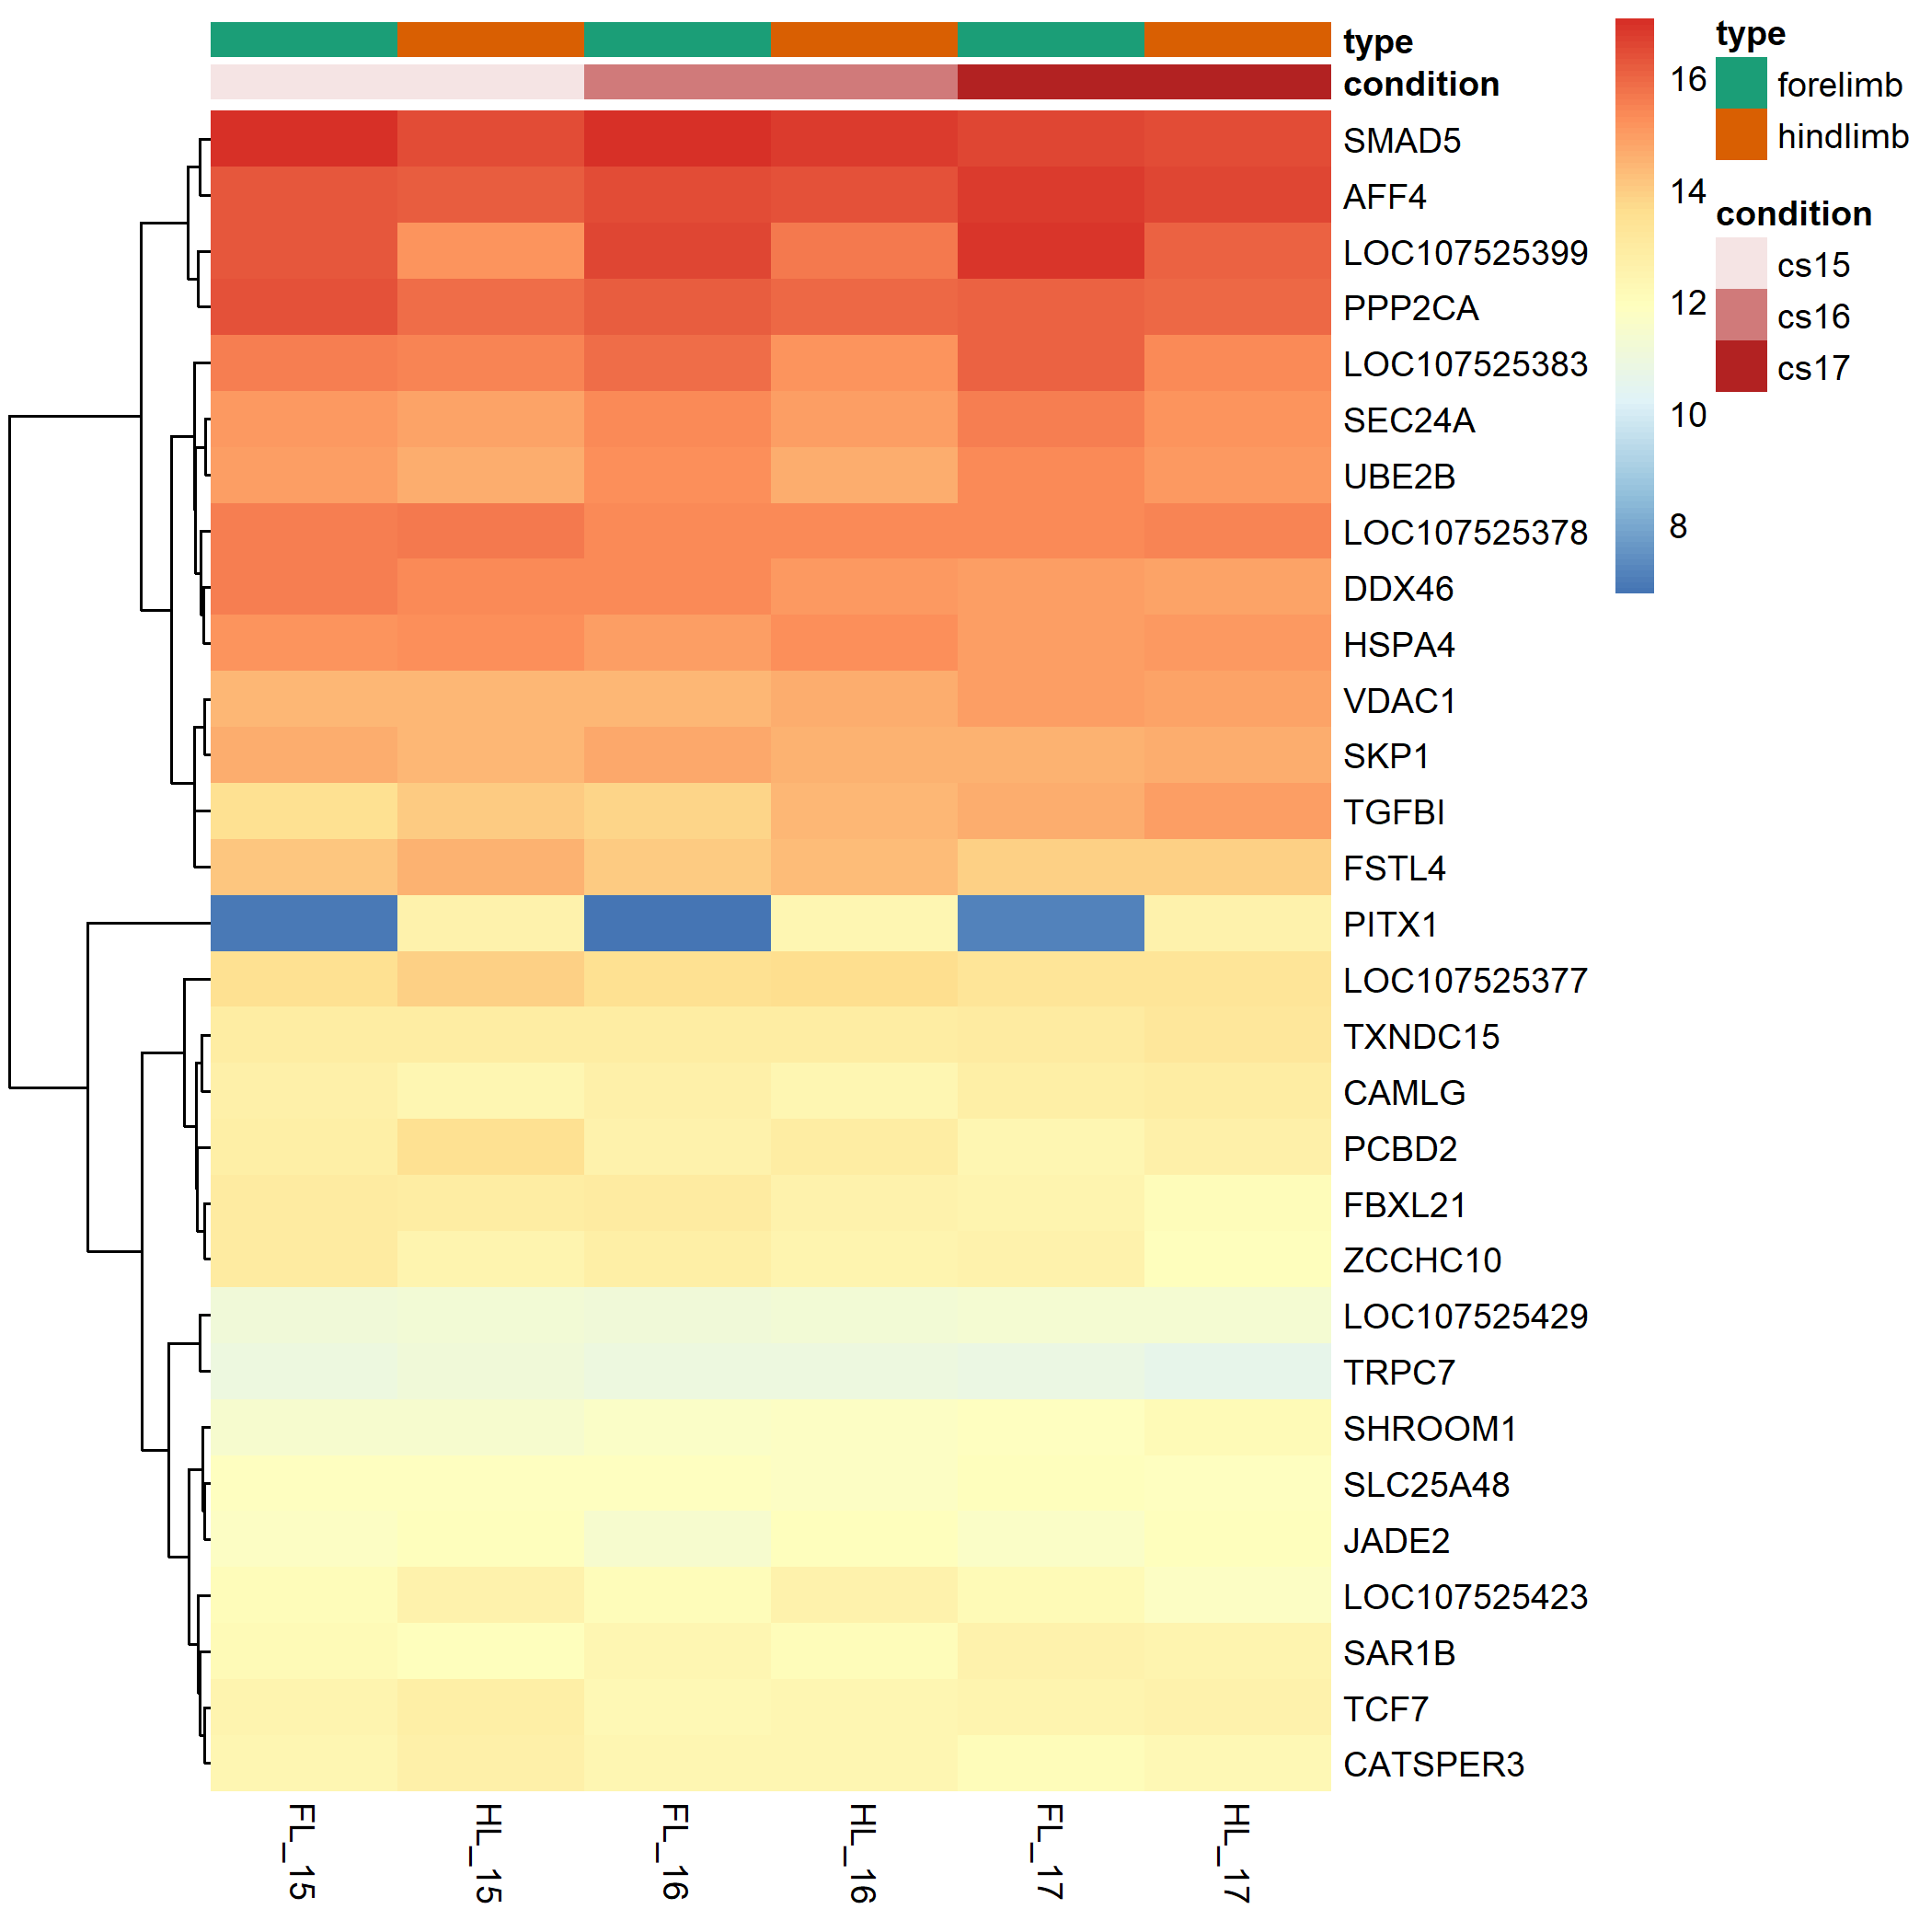 type
condition
SMAD5
AFF4
LOC107525399
PPP2CA
LOC107525383
SEC24A
UBE2B
LOC107525378
DDX46
HSPA4
VDAC1
SKP1
TGFBI
FSTL4
PITX1
LOC107525377
TXNDC15
CAMLG
PCBD2
FBXL21
ZCCHC10
LOC107525429
TRPC7
SHROOM1
SLC25A48
JADE2
LOC107525423
SAR1B
TCF7
CATSPER3
FL_15
HL_15
FL_16
HL_16
FL_17
HL_17
16
14
12
10
8
type
forelimb
hindlimb
condition
cs15
cs16
cs17